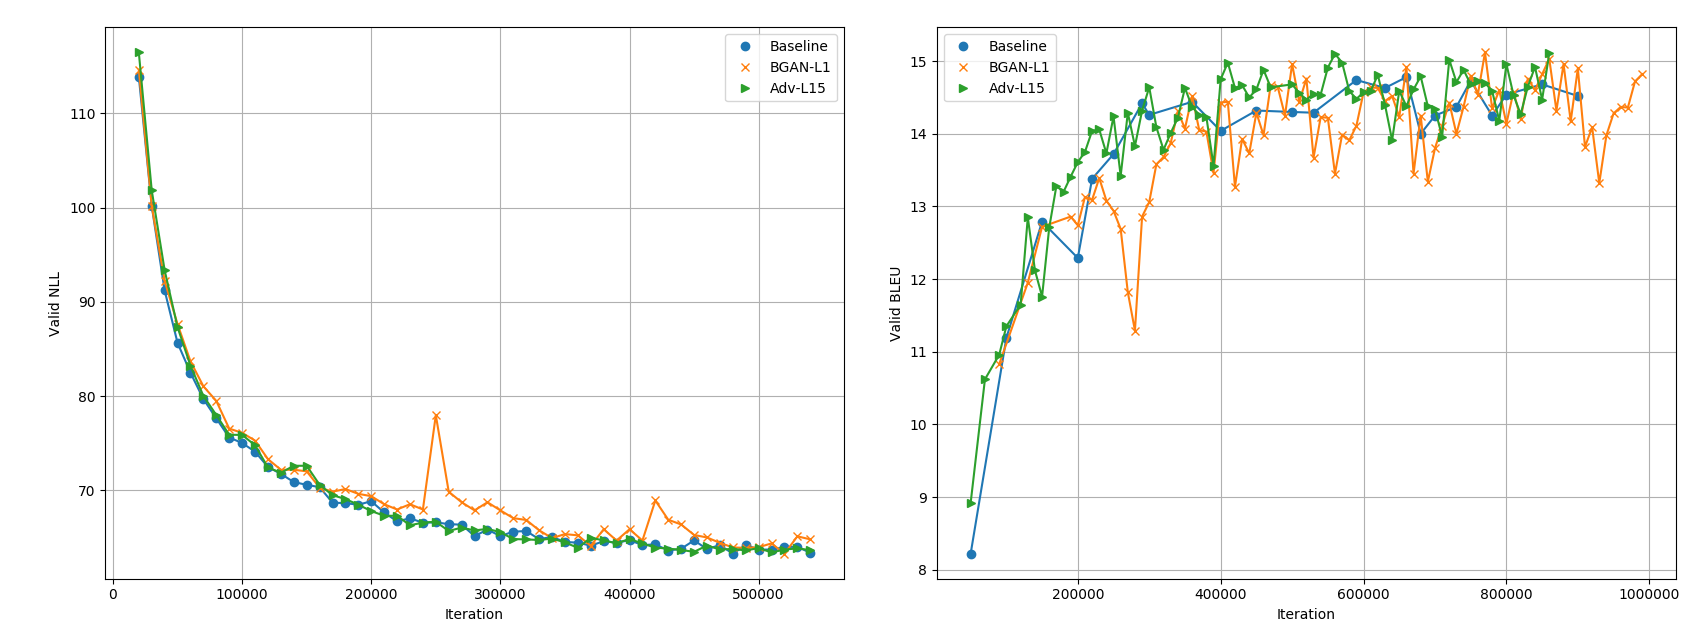 Baseline
BGAN-L1
Adv-L15
110
100
90
80
70
Valid NLL
0
100000
200000
300000
400000
500000
Iteration
Baseline
BGAN-L1
Adv-L15
15
14
13
12
11
10
9
8
Valid BLEU
200000
400000
600000
800000
1000000
Iteration